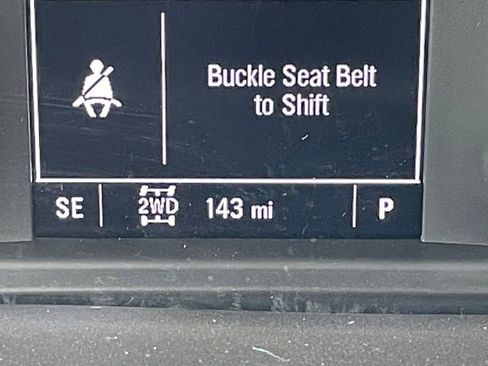 Buckle Seat Belt
to Shift
SE 2WD 143 mi P